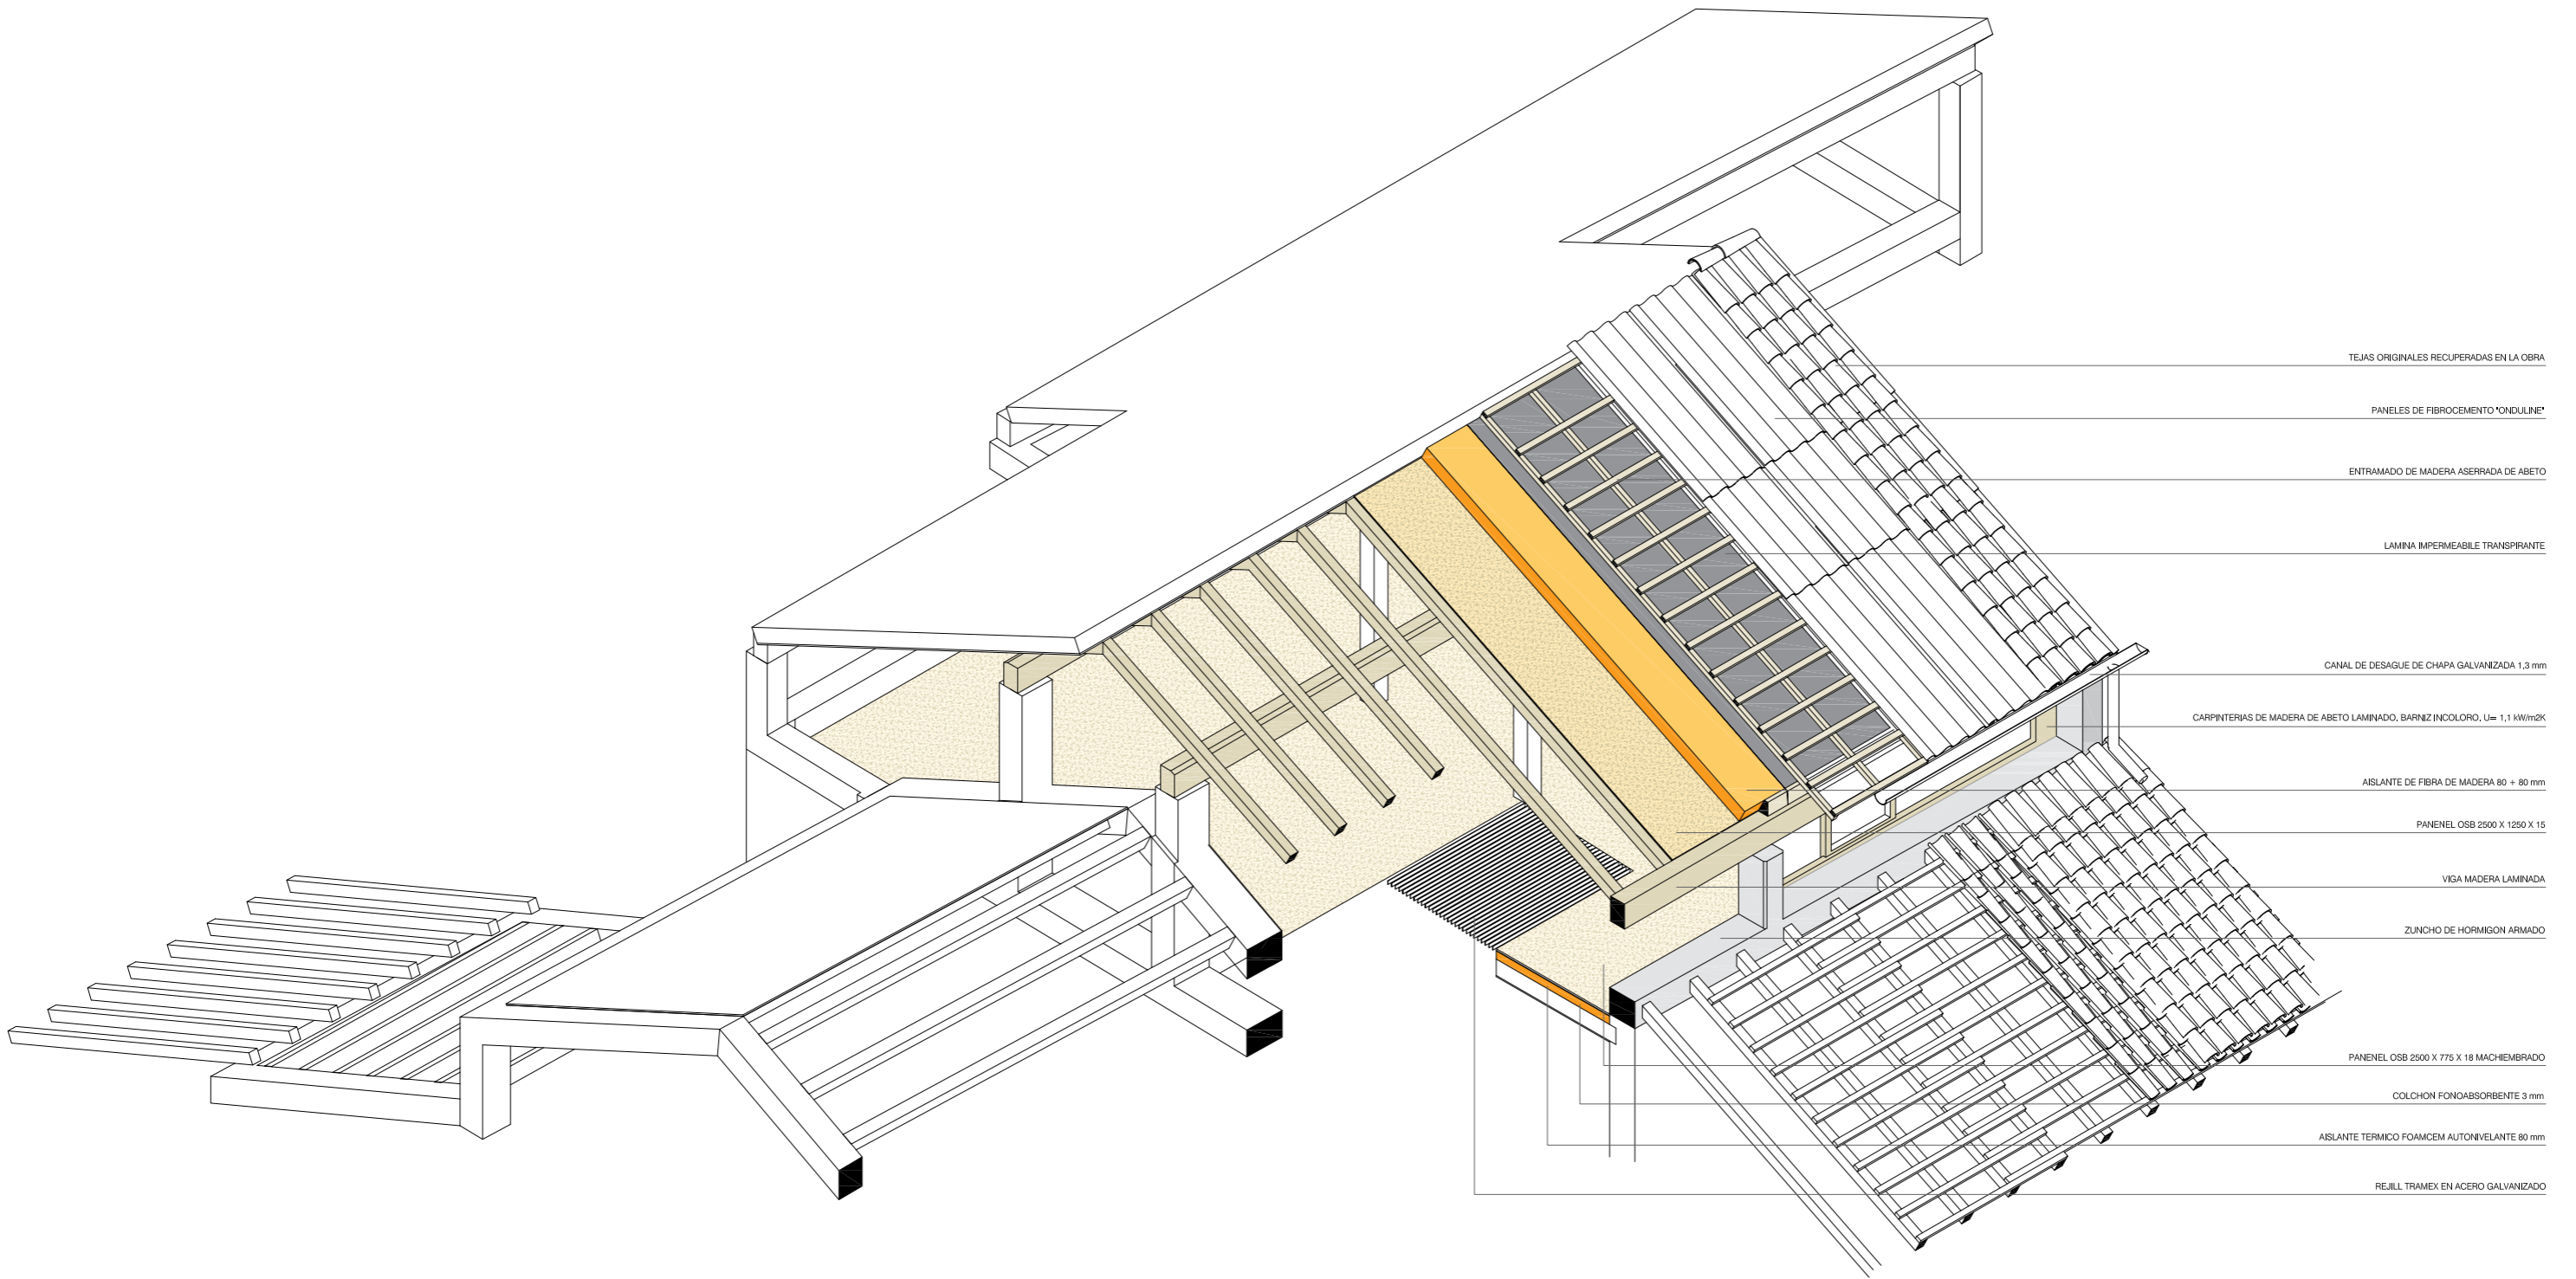 TEJAS ORIGINALES RECUPERADAS EN LA OBRA
PANELES DE FIBROCEMENTO "ONDULINE"
ENTRAMADO DE MADERA ASERRADA DE ABETO
LAMINA IMPERMEABILE TRANSPIRANTE
CANAL DE DESAGUE DE CHAPA GALVANIZADA 1,3 mm
CARPINTERIAS DE MADERA DE ABETO LAMINADO, BARNIZ INCOLORO, U= 1,1 kW/m2K
AISLANTE DE FIBRA DE MADERA 80 + 80 mm
PANENEL OSB 2500 X 1250 X 15
VIGA MADERA LAMINADA
ZUNCHO DE HORMIGON ARMADO
PANENEL OSB 2500 X 775 X 18 MACHIEMBRADO
COLCHON FONOABSORBENTE 3 mm
AISLANTE TERMICO FOAMCEM AUTONIVELANTE 80 mm
REJILL TRAMEX EN ACERO GALVANIZADO